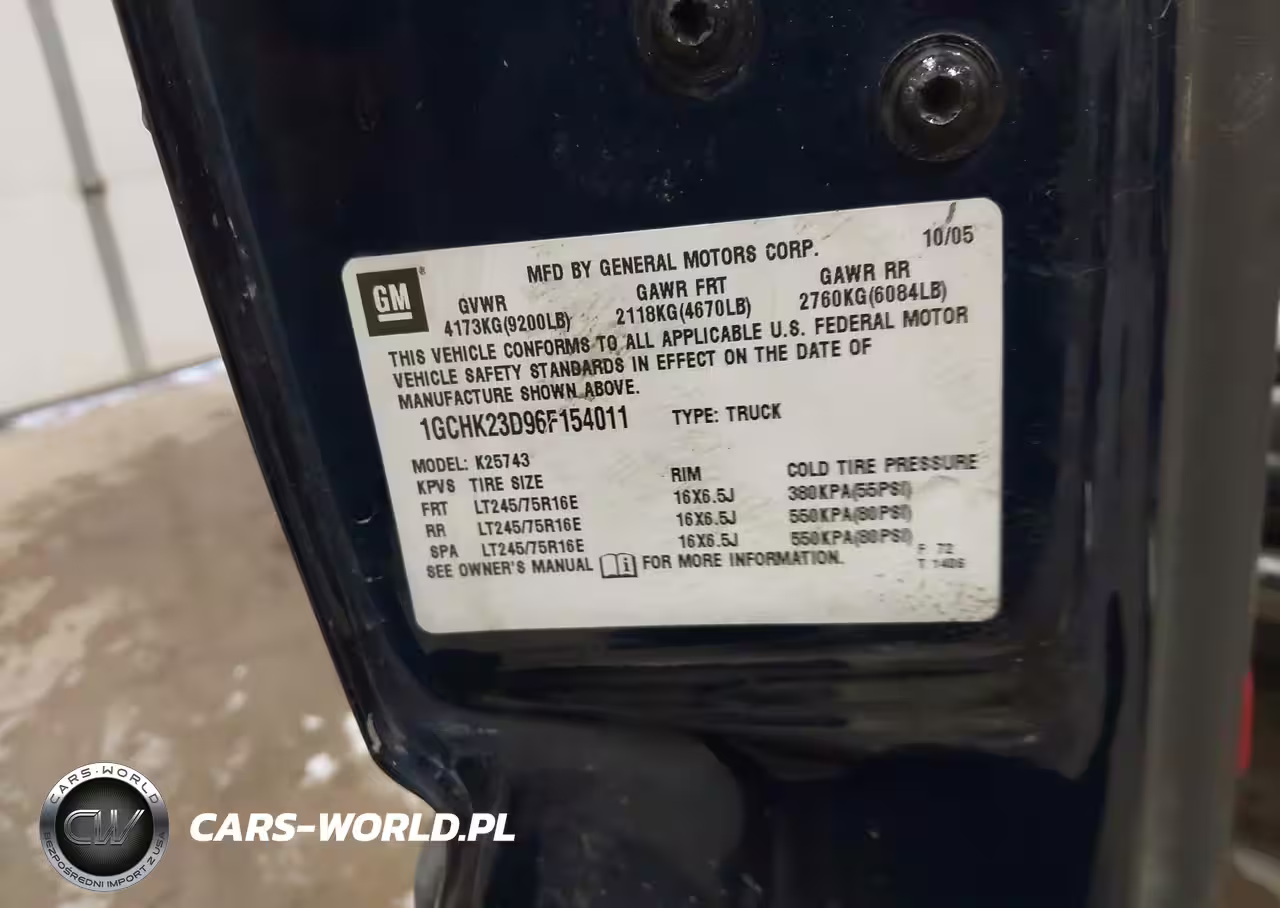 10/05
MFD BY GENERAL MOTORS CORP.
GM®
GVWR GAWR FRT GAWR RR
4173KG(9200LB) 2118KG(4670LB) 2760KG(6084LB)
THIS VEHICLE CONFORMS TO ALL APPLICABLE U.S. FEDERAL MOTOR
VEHICLE SAFETY STANDARDS IN EFFECT ON THE DATE OF
MANUFACTURE SHOWN ABOVE.
1GCHK23D96F154011 TYPE: TRUCK
MODEL: K25743
KPVS TIRE SIZE RIM COLD TIRE PRESSURE
FRT LT245/75R16E 16X6.5J 380KPA(55PSI)
RR LT245/75R16E 16X6.5J 550KPA(80PSI)
SPA LT245/75R16E 16X6.5J 550KPA(80PSI)
SEE OWNER'S MANUAL i FOR MORE INFORMATION.
F 72
T 1406
CARS-WORLD
CW
BEZPOŚREDNI IMPORT Z USA
CARS-WORLD.PL